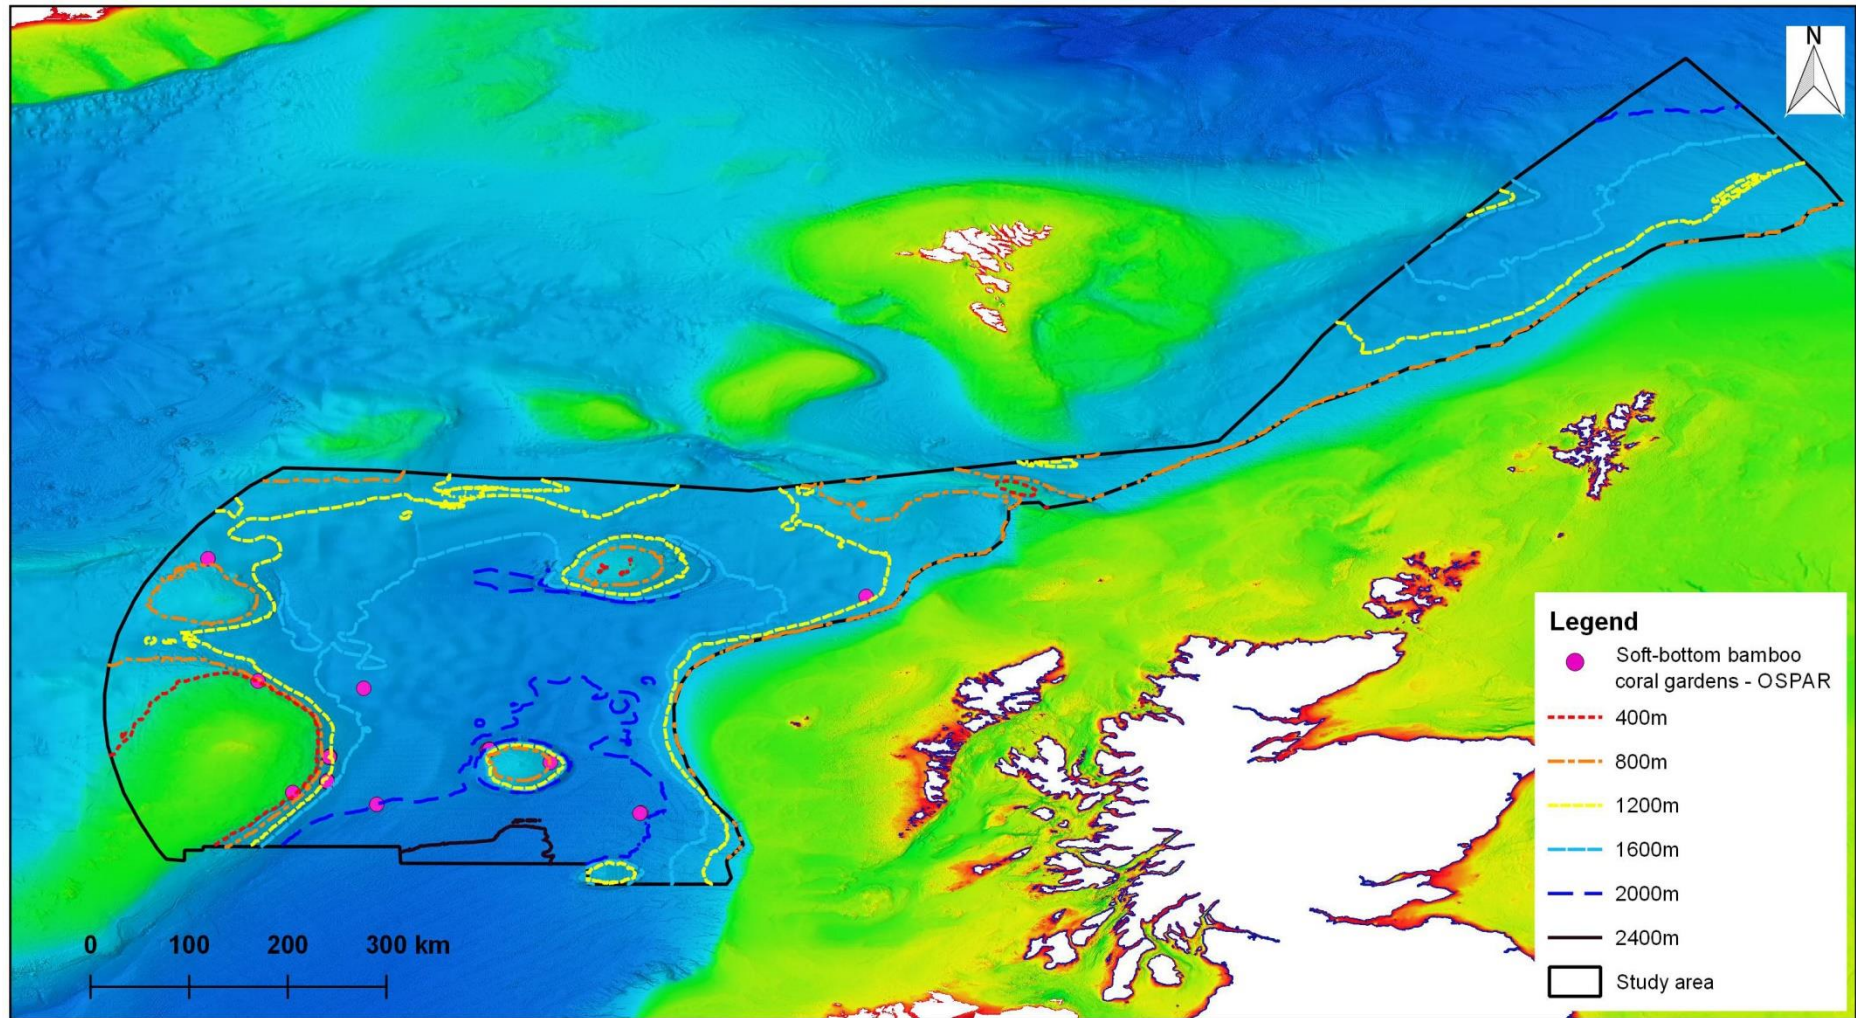 N
Legend
Soft-bottom bamboo
coral gardens - OSPAR
400m
800m
1200m
1600m
2000m
2400m
Study area
0 100 200 300 km